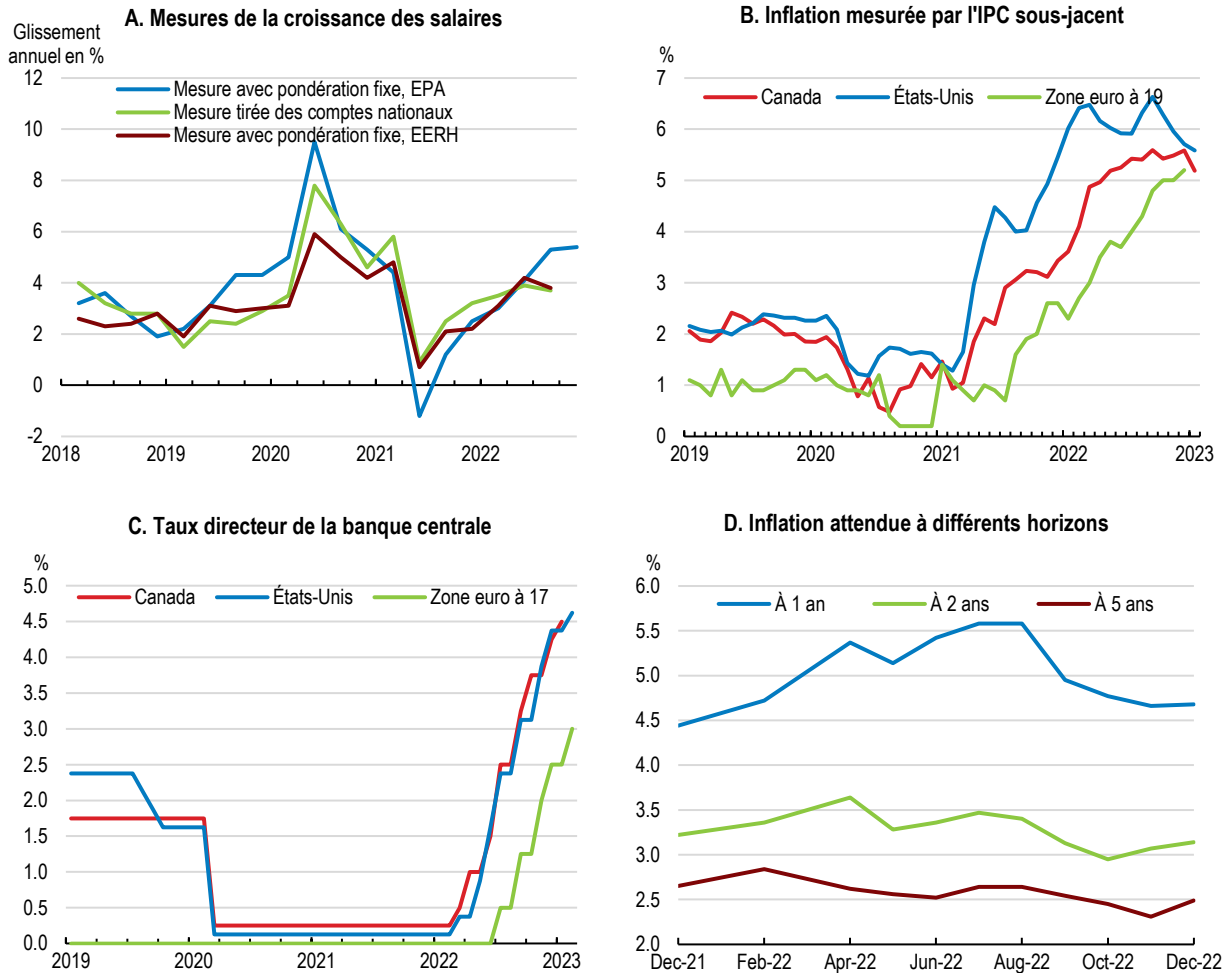 A. Mesures de la croissance des salaires
Glissement
annuel en %
Mesure avec pondération fixe, EPA
Mesure tirée des comptes nationaux
Mesure avec pondération fixe, EERH
12
10
8
6
4
2
0
-2
2018 2019 2020 2021 2022
B. Inflation mesurée par l'IPC sous-jacent
%
Canada États-Unis Zone euro à 19
7
6
5
4
3
2
1
0
2019 2020 2021 2022 2023
C. Taux directeur de la banque centrale
%
Canada États-Unis Zone euro à 17
5.0
4.5
4.0
3.5
3.0
2.5
2.0
1.5
1.0
0.5
0.0
2019 2020 2021 2022 2023
D. Inflation attendue à différents horizons
%
À 1 an À 2 ans À 5 ans
6.0
5.5
5.0
4.5
4.0
3.5
3.0
2.5
2.0
Dec-21 Feb-22 Apr-22 Jun-22 Aug-22 Oct-22 Dec-22